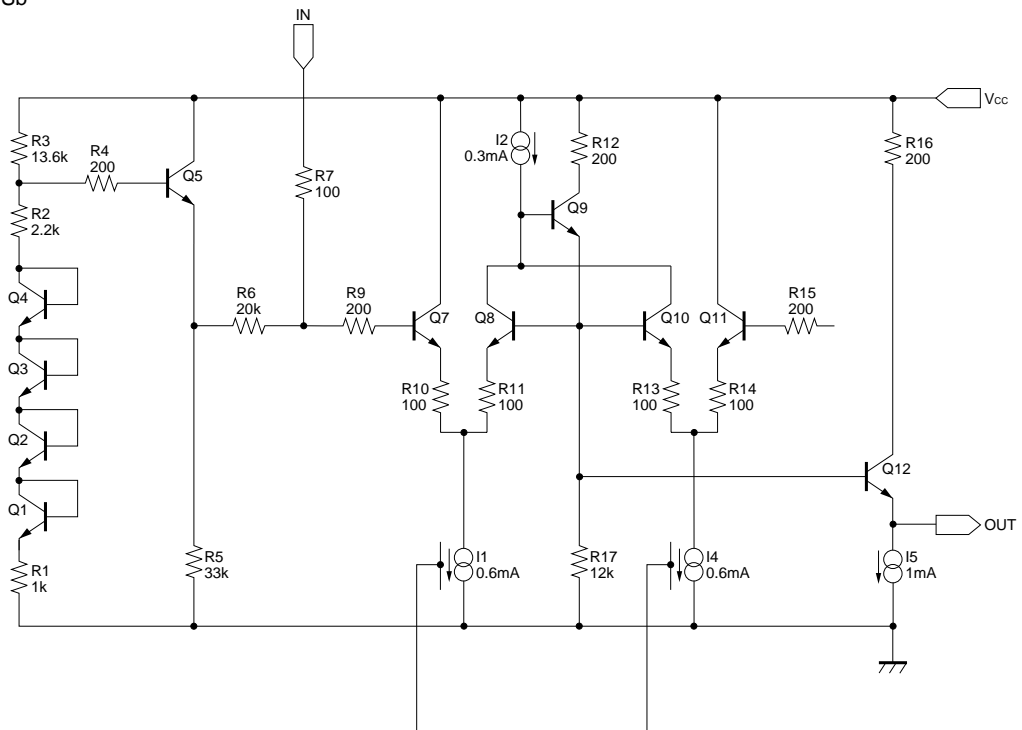 IN
VCC
R3
13.6k
R4
200
Q5
R7
100
I2
0.3mA
R12
200
R16
200
R2
2.2k
Q9
Q4
R6
20k
R9
200
Q7
Q8
Q10
Q11
R15
200
Q3
R10
100
R11
100
R13
100
R14
100
Q2
Q12
Q1
OUT
R1
1k
R5
33k
I1
0.6mA
R17
12k
I4
0.6mA
I5
1mA